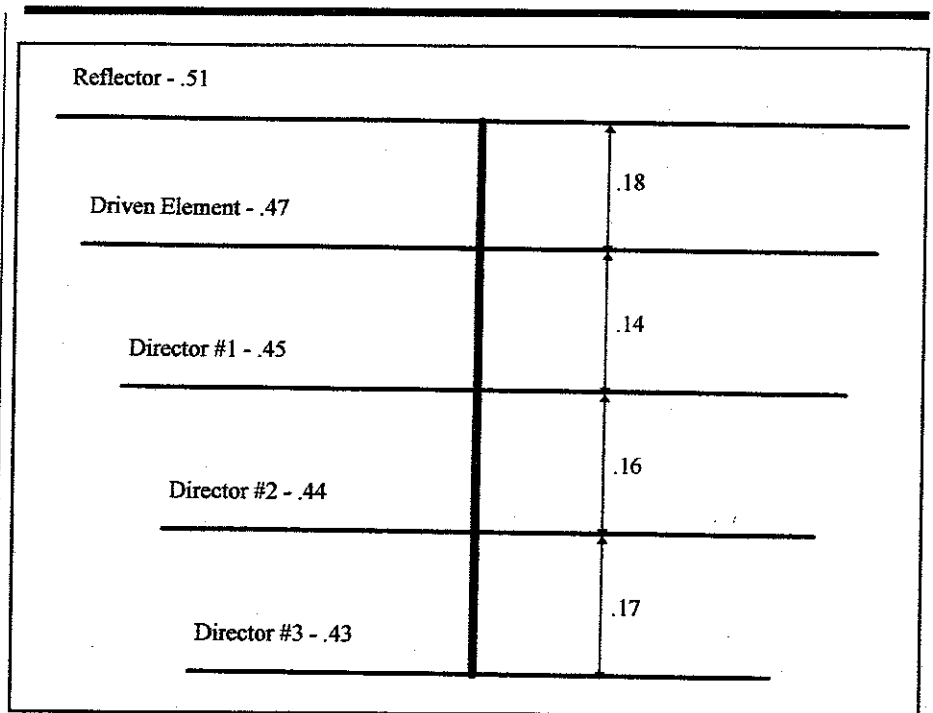 Reflector - .51
.18
Driven Element - .47
.14
Director #1 - .45
.16
Director #2 - .44
.17
Director #3 - .43